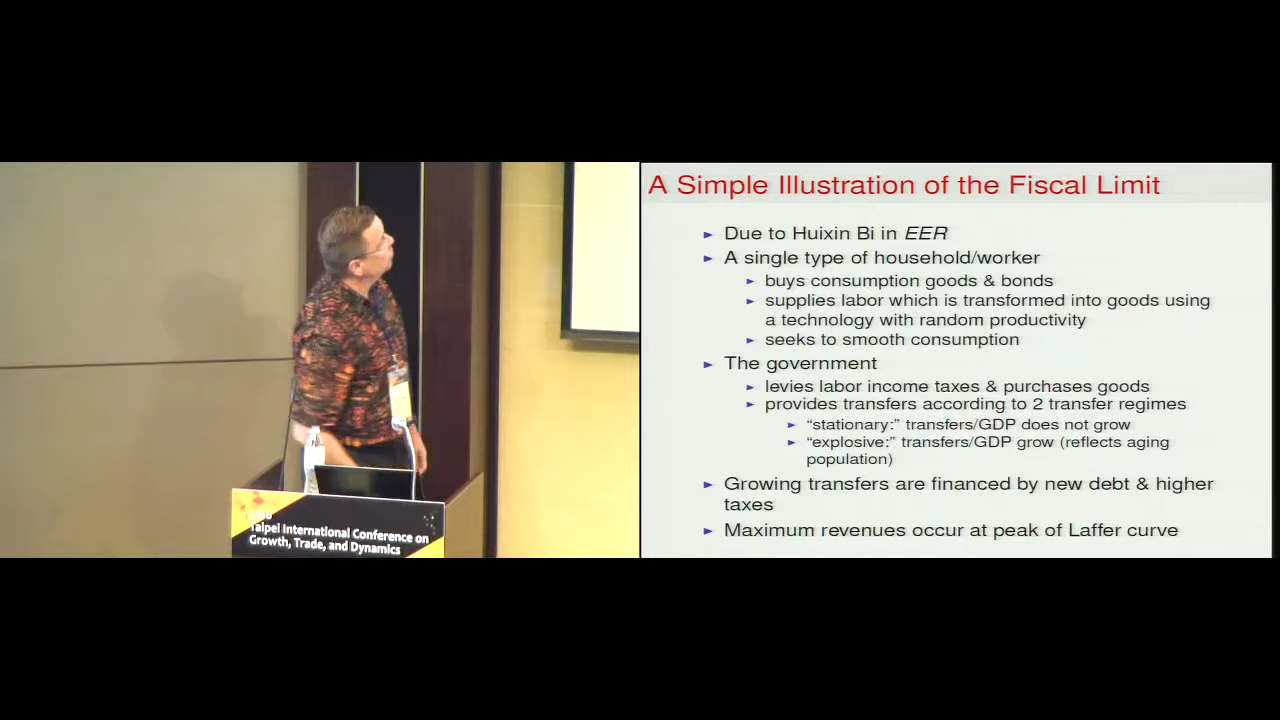 A Simple Illustration of the Fiscal Limit
► Due to Huixin Bi in EER
► A single type of household/worker
► buys consumption goods & bonds
► supplies labor which is transformed into goods using
a technology with random productivity
► seeks to smooth consumption
► The government
► levies labor income taxes & purchases goods
► provides transfers according to 2 transfer regimes
► “stationary:” transfers/GDP does not grow
► “explosive:” transfers/GDP grow (reflects aging
population)
► Growing transfers are financed by new debt & higher
taxes
► Maximum revenues occur at peak of Laffer curve
Taipei International Conference on
Growth, Trade, and Dynamics